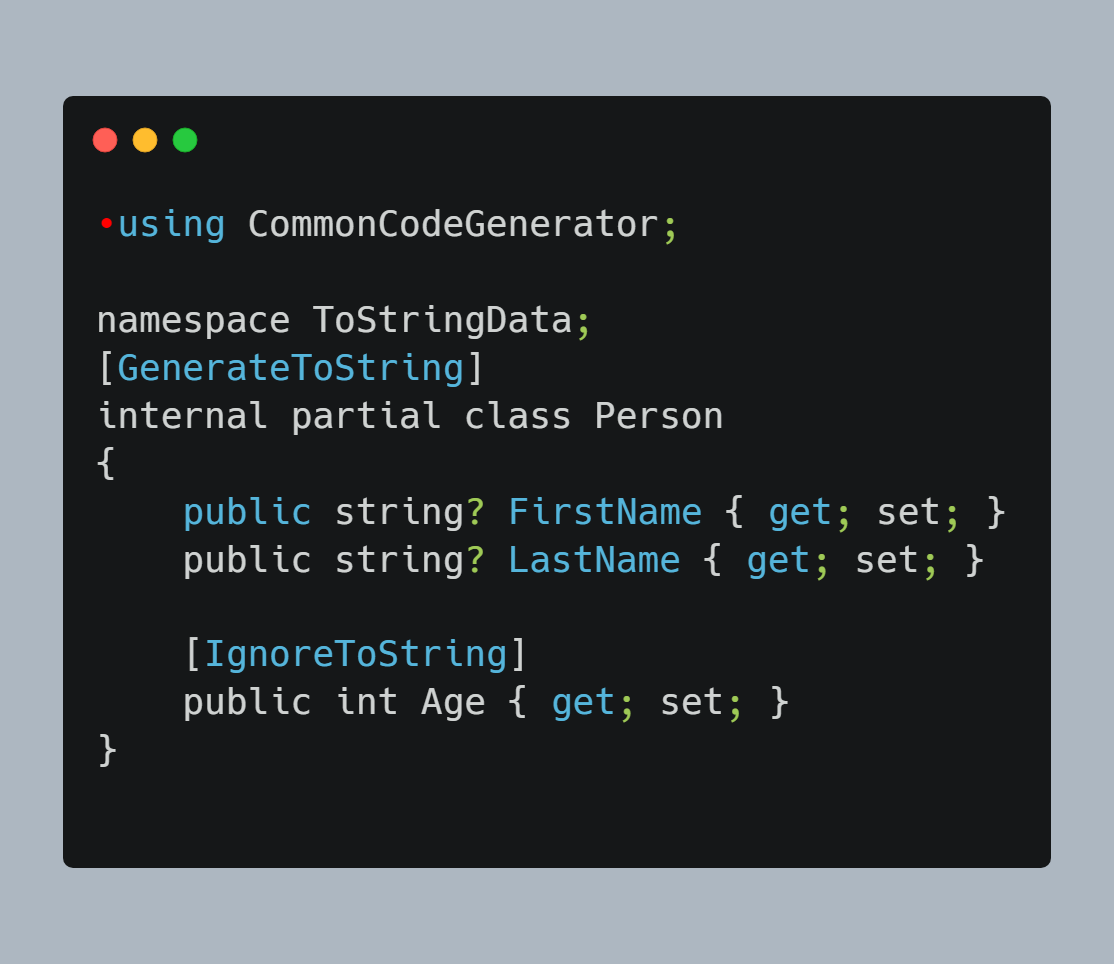 •using CommonCodeGenerator;
namespace ToStringData;
[GenerateToString]
internal partial class Person
{
    public string? FirstName { get; set; }
    public string? LastName { get; set; }
    [IgnoreToString]
    public int Age { get; set; }
}